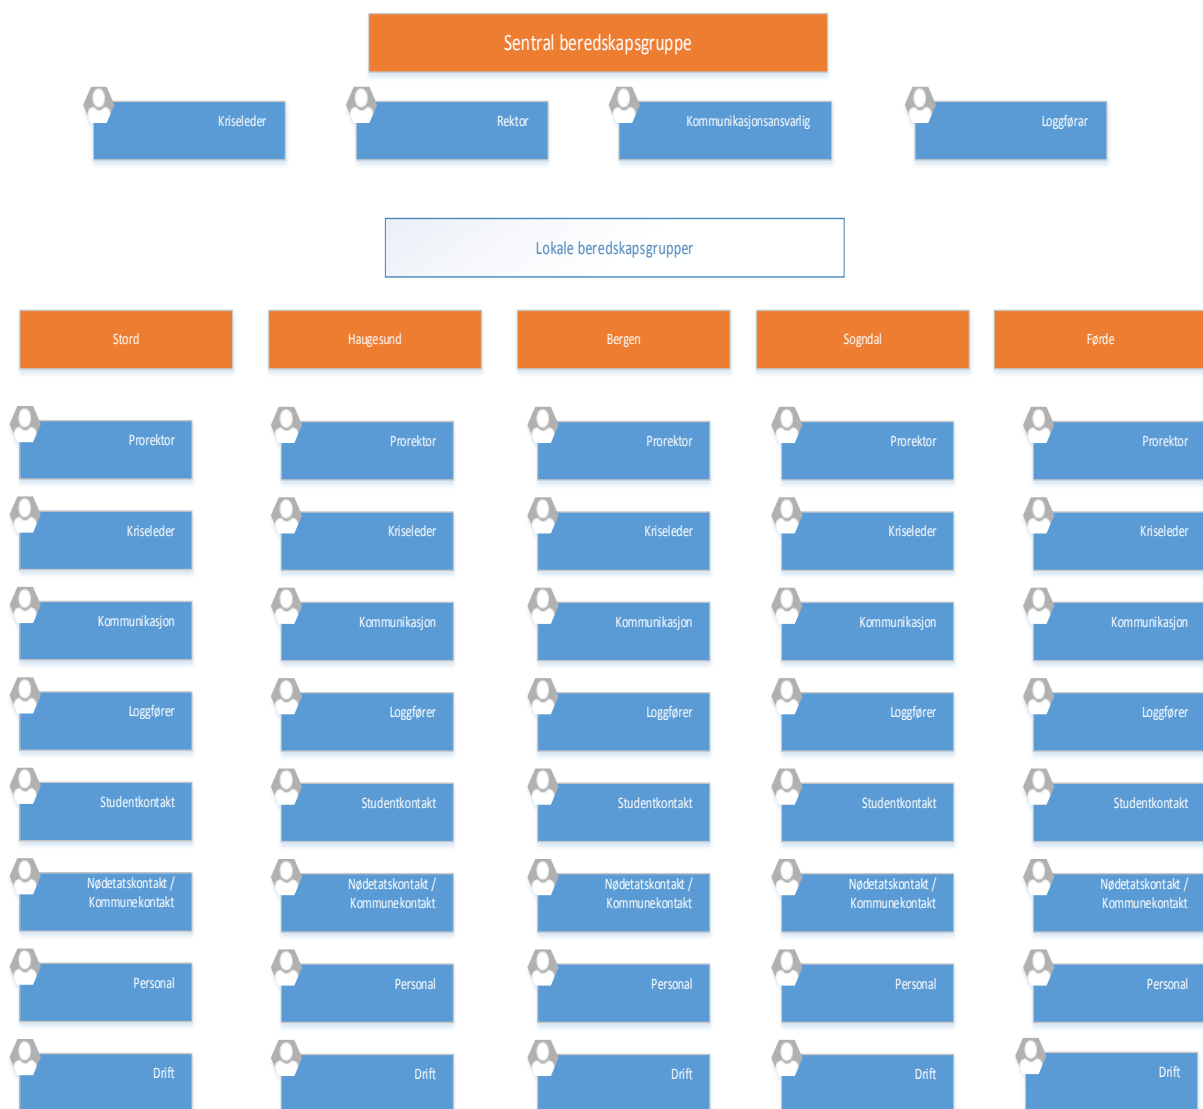 Sentral beredskapsgruppe
Kriseleder
Rektor
Kommunikasjonsansvarlig
Loggførar
Lokale beredskapsgrupper
Stord
Haugesund
Bergen
Sogndal
Førde
Prorektor
Prorektor
Prorektor
Prorektor
Prorektor
Kriseleder
Kriseleder
Kriseleder
Kriseleder
Kriseleder
Kommunikasjon
Kommunikasjon
Kommunikasjon
Kommunikasjon
Kommunikasjon
Loggfører
Loggfører
Loggfører
Loggfører
Loggfører
Studentkontakt
Studentkontakt
Studentkontakt
Studentkontakt
Studentkontakt
Nødetatskontakt /
Kommunekontakt
Nødetatskontakt /
Kommunekontakt
Nødetatskontakt /
Kommunekontakt
Nødetatskontakt /
Kommunekontakt
Nødetatskontakt /
Kommunekontakt
Personal
Personal
Personal
Personal
Personal
Drift
Drift
Drift
Drift
Drift